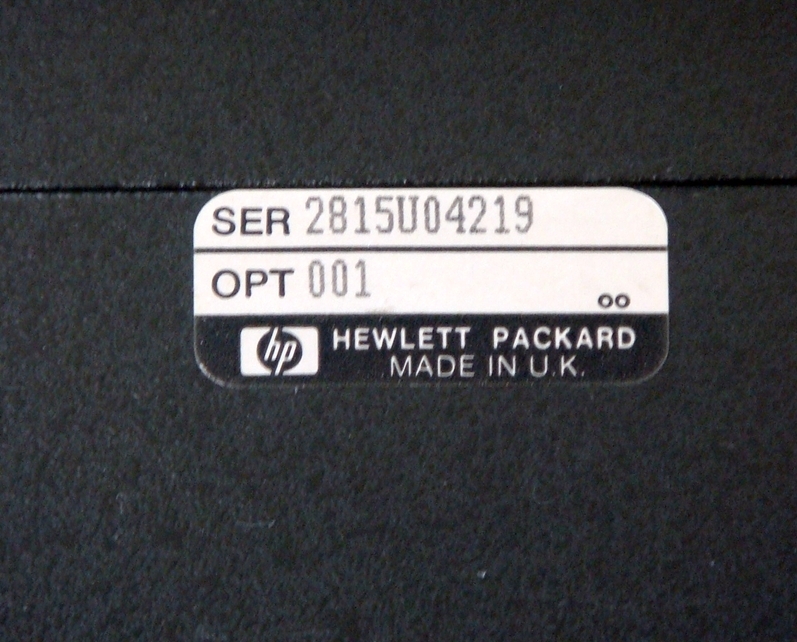 SER 2815U04219
OPT 001
oo
hp HEWLETT PACKARD
MADE IN U.K.